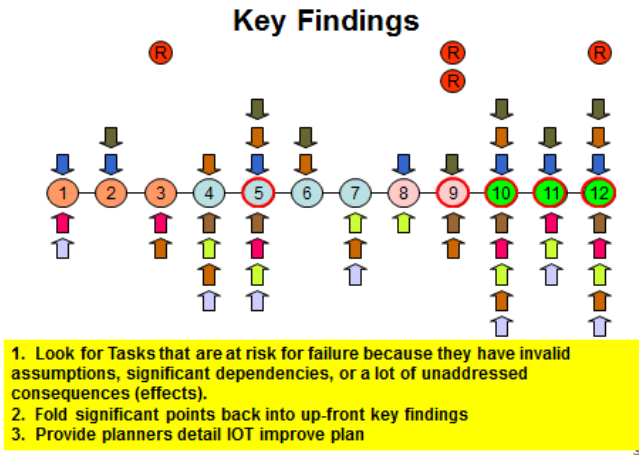 Key Findings
R R R
R
1 2 3 4 5 6 7 8 9 10 11 12
1. Look for Tasks that are at risk for failure because they have invalid
assumptions, significant dependencies, or a lot of unaddressed
consequences (effects).
2. Fold significant points back into up-front key findings
3. Provide planners detail IOT improve plan